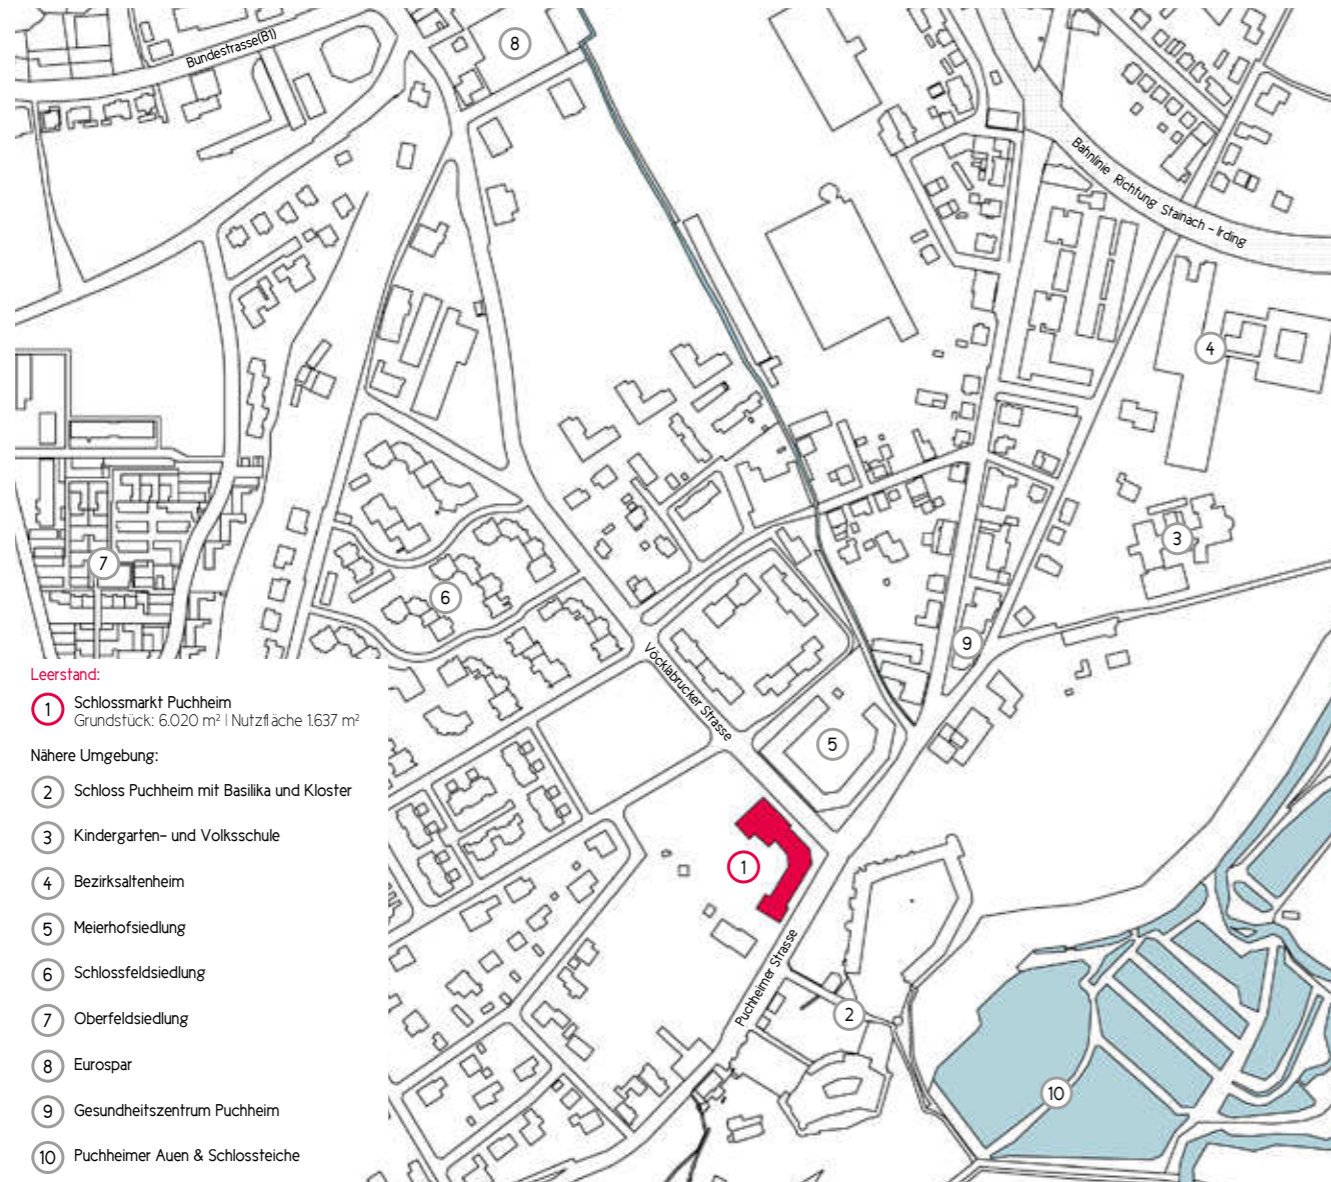 Bundestrasse(B1)
8
Bahnlinie Richtung Stainach - Irding
4
3
7
6
9
Vöcklabrucker Strasse
5
1
Puchheimer Strasse
2
10
Leerstand:
1 Schlossmarkt Puchheim
Grundstück: 6.020 m² | Nutzfläche 1.637 m²
Nähere Umgebung:
2 Schloss Puchheim mit Basilika und Kloster
3 Kindergarten- und Volksschule
4 Bezirksaltenheim
5 Meierhofsiedlung
6 Schlossfeldsiedlung
7 Oberfeldsiedlung
8 Eurospar
9 Gesundheitszentrum Puchheim
10 Puchheimer Auen & Schlossteiche